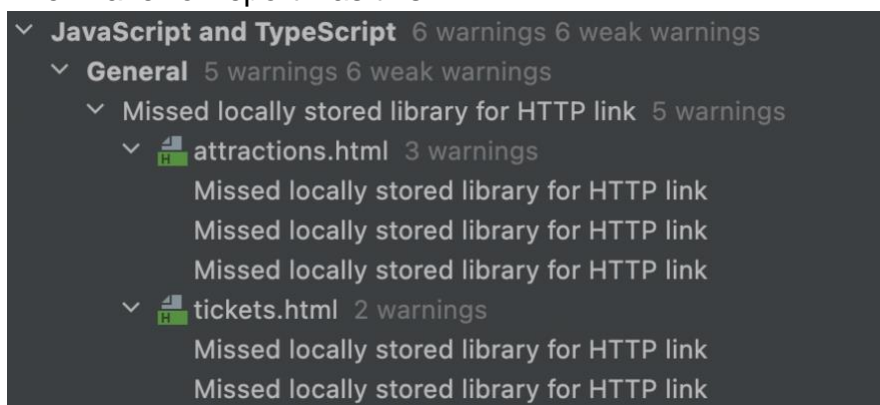 JavaScript and TypeScript 6 warnings 6 weak warnings
General 5 warnings 6 weak warnings
Missed locally stored library for HTTP link 5 warnings
H attractions.html 3 warnings
Missed locally stored library for HTTP link
Missed locally stored library for HTTP link
Missed locally stored library for HTTP link
H tickets.html 2 warnings
Missed locally stored library for HTTP link
Missed locally stored library for HTTP link